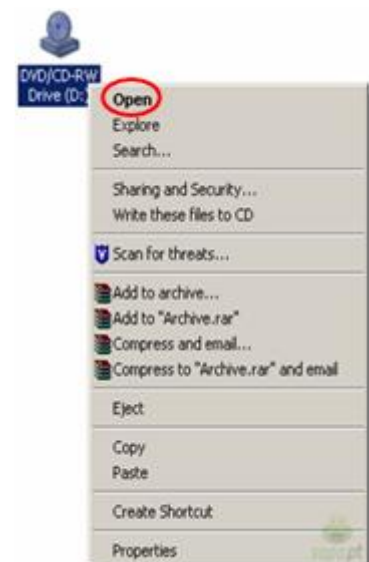 DVD/CD-RW
Drive (D:)
Open
Explore
Search...
Sharing and Security...
Write these files to CD
Scan for threats...
Add to archive...
Add to "Archive.rar"
Compress and email...
Compress to "Archive.rar" and email
Eject
Copy
Paste
Create Shortcut
Properties